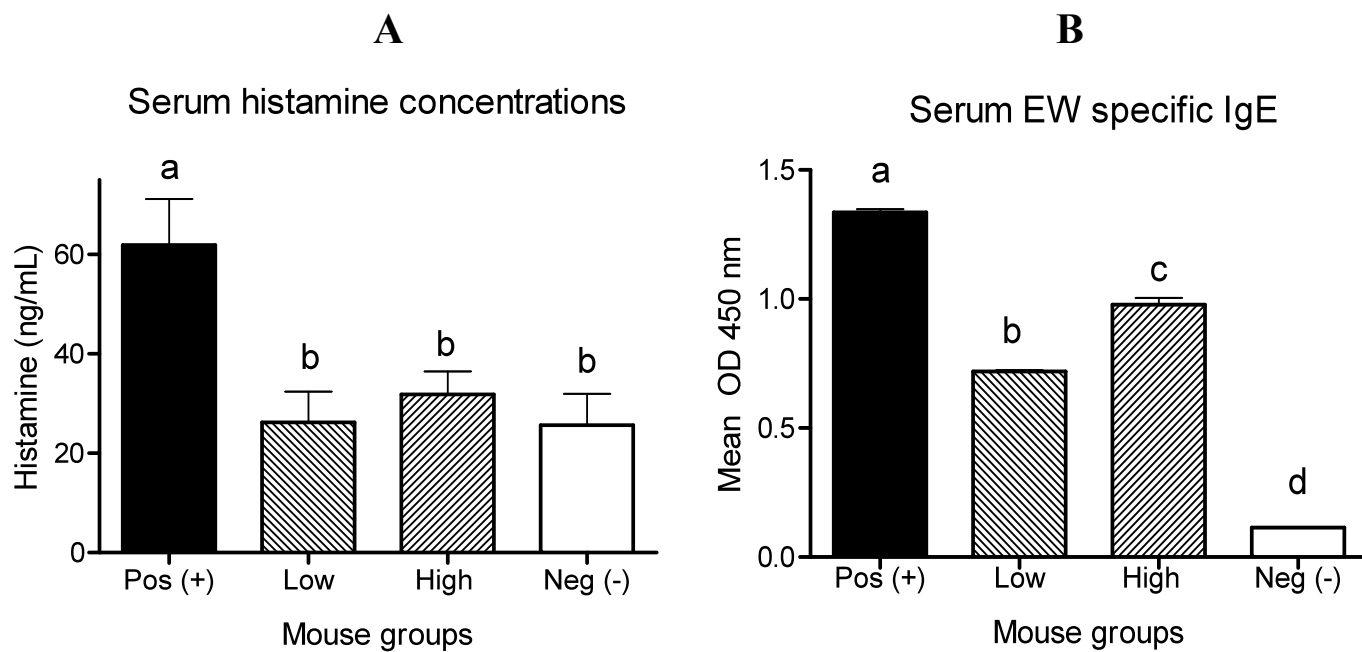 A
Serum histamine concentrations
Histamine (ng/mL)
60
40
20
0
a
b
b
b
Pos (+)
Low
High
Neg (-)
Mouse groups
B
Serum EW specific IgE
Mean OD 450 nm
1.5
1.0
0.5
0.0
a
b
c
d
Pos (+)
Low
High
Neg (-)
Mouse groups